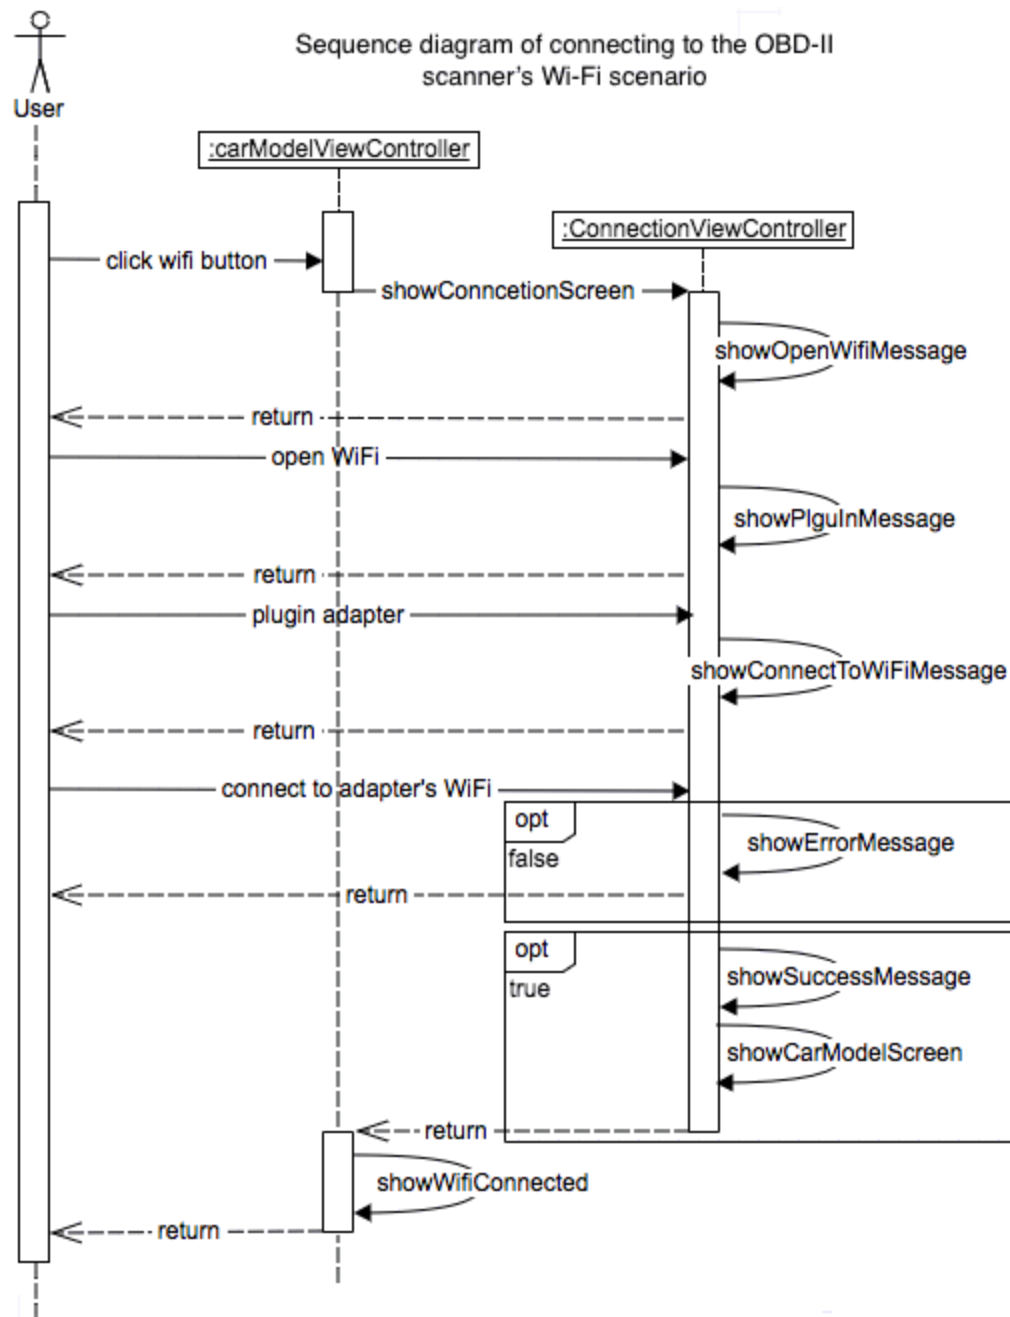 Sequence diagram of connecting to the OBD-II
scanner's Wi-Fi scenario
User
:carModelViewController
:ConnectionViewController
click wifi button
showConncetionScreen
showOpenWifiMessage
return
open WiFi
showPlguInMessage
return
plugin adapter
showConnectToWiFiMessage
return
connect to adapter's WiFi
opt
showErrorMessage
false
return
opt
showSuccessMessage
true
showCarModelScreen
return
showWifiConnected
return